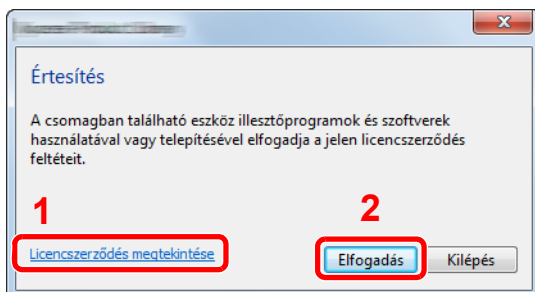 Értesítés
A csomagban található eszköz illesztőprogramok és szoftverek
használatával vagy telepítésével elfogadja a jelen licencszerződés
feltéteit.
1
2
Licencszerződés megtekintése
Elfogadás
Kilépés